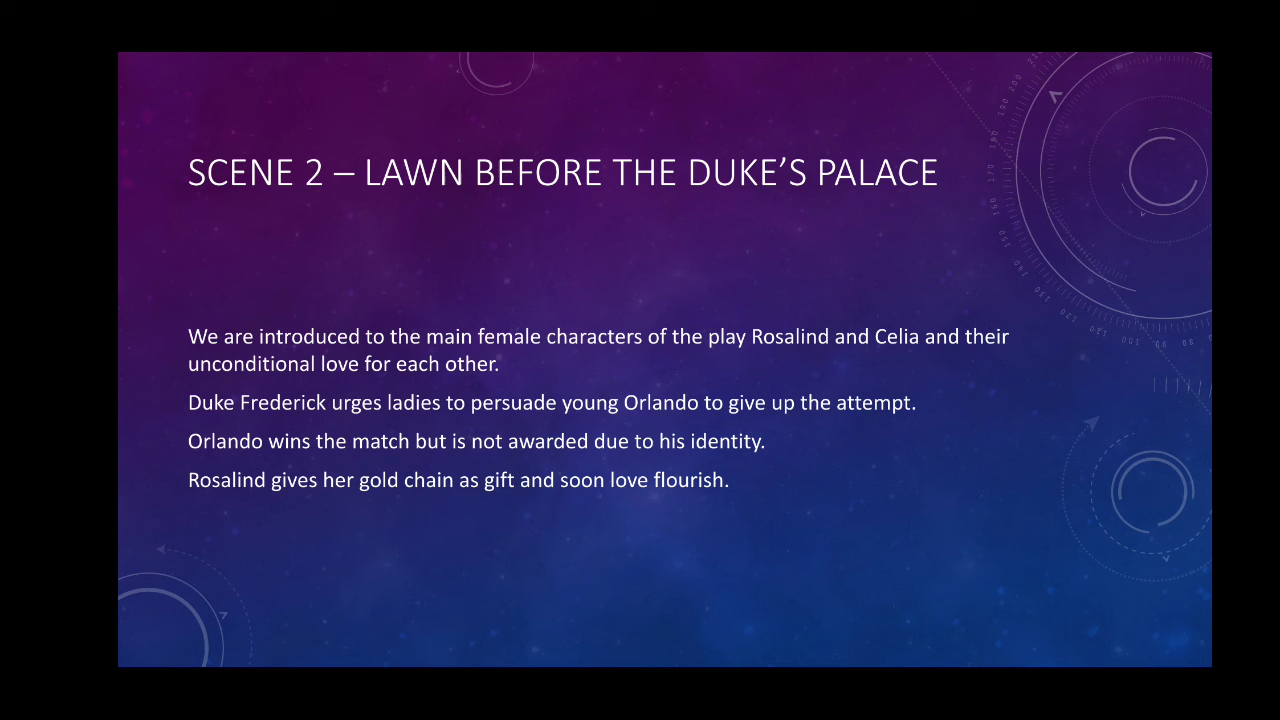 SCENE 2 – LAWN BEFORE THE DUKE’S PALACE
We are introduced to the main female characters of the play Rosalind and Celia and their
unconditional love for each other.
Duke Frederick urges ladies to persuade young Orlando to give up the attempt.
Orlando wins the match but is not awarded due to his identity.
Rosalind gives her gold chain as gift and soon love flourish.